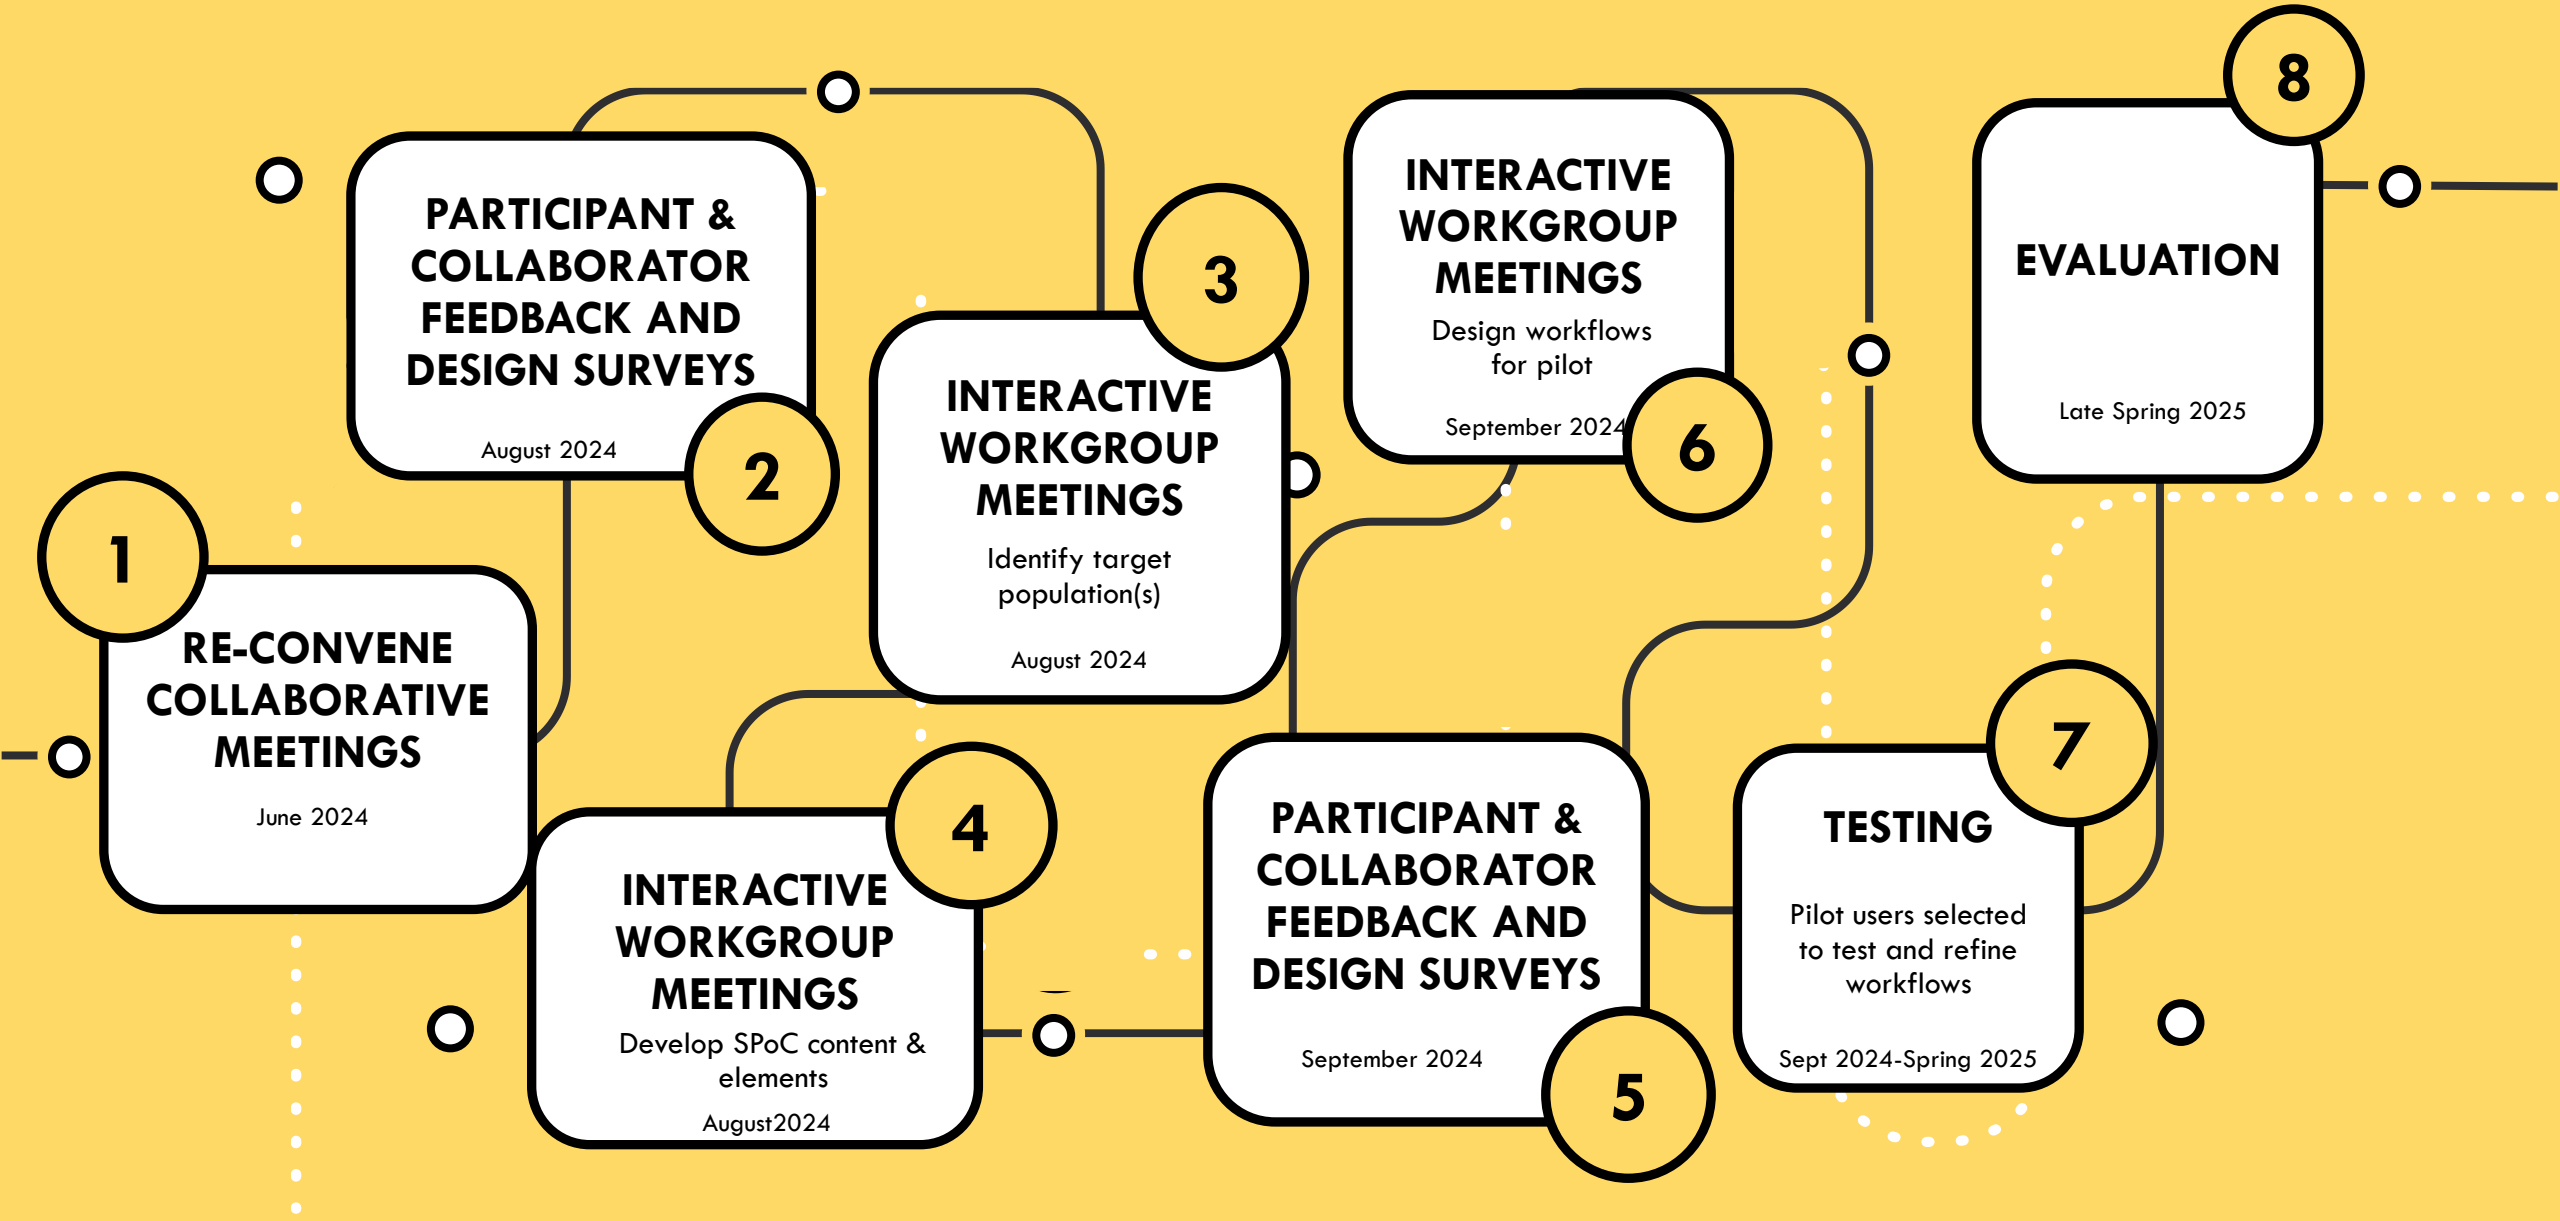 1
RE-CONVENE
COLLABORATIVE
MEETINGS
June 2024
PARTICIPANT &
COLLABORATOR
FEEDBACK AND
DESIGN SURVEYS
August 2024
2
3
INTERACTIVE
WORKGROUP
MEETINGS
Identify target
population(s)
August 2024
4
INTERACTIVE
WORKGROUP
MEETINGS
Develop SPoC content &
elements
August2024
PARTICIPANT &
COLLABORATOR
FEEDBACK AND
DESIGN SURVEYS
September 2024
5
INTERACTIVE
WORKGROUP
MEETINGS
Design workflows
for pilot
September 2024
6
7
TESTING
Pilot users selected
to test and refine
workflows
Sept 2024-Spring 2025
8
EVALUATION
Late Spring 2025